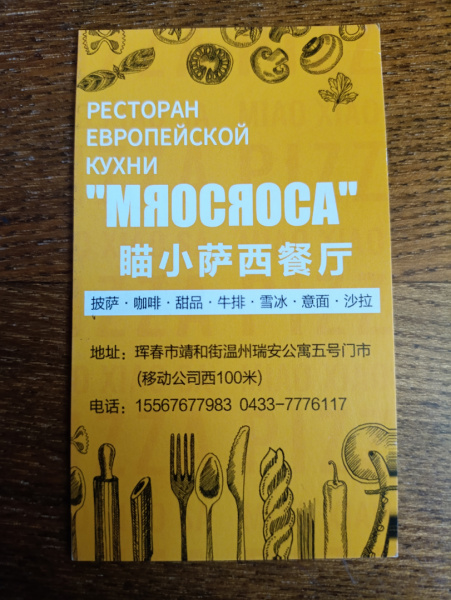 РЕСТОРАН
ЕВРОПЕЙСКОЙ
КУХНИ
"МЯОСЯОСА"
瞄小萨西餐厅
披萨·咖啡·甜品·牛排·雪冰·意面·沙拉
地址：珲春市靖和街温州瑞安公寓五号门市
(移动公司西100米)
电话：15567677983 0433-7776117